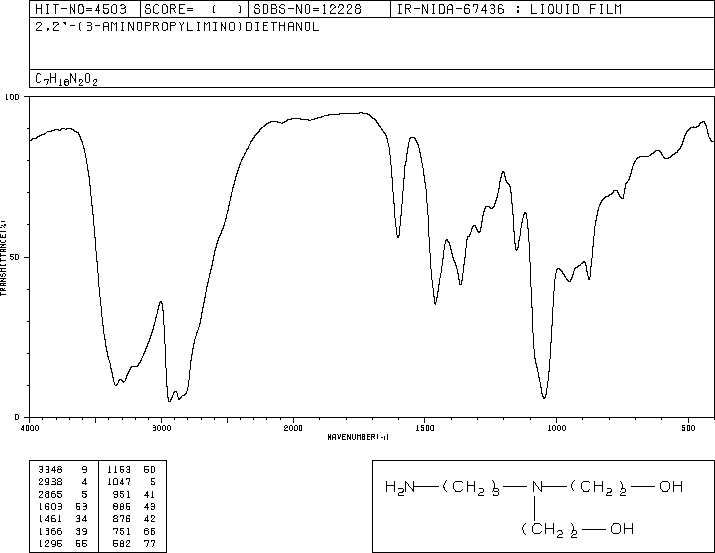 HIT-NO=4503 SCORE= ( ) SDBS-NO=12228 IR-NIDA-67436 : LIQUID FILM
2,2'-(3-AMINOPROPYLIMINO)DIETHANOL
C7H18N2O2
100
TRANSMITTANCE(%)
50
0
4000 3000 2000 1500 1000 500
WAVENUMBER(-1)
3348 9 1153 50
2938 4 1047 5
2865 5 951 41
1603 53 886 43
1461 34 876 42
1366 39 751 66
1295 55 582 77
H2N—(CH2)3—N—(CH2)2—OH
(CH2)2—OH